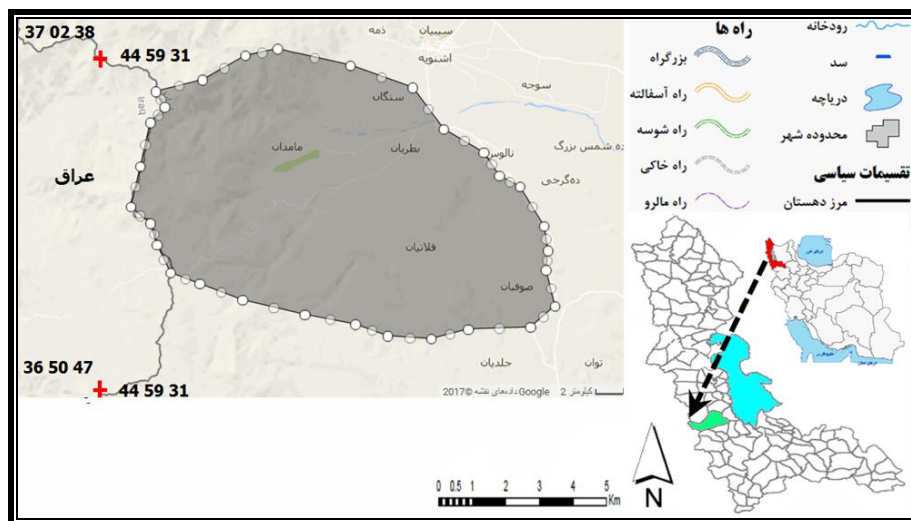 37 02 38
44 59 31
ذمه
سیبیان
اشنویه
سوجه
سنگان
Iraq
مامدان
بطریان
نالوس
ده شمس بزرگ
ده‌گرجی
عراق
فلاتیان
صوفیان
36 50 47
44 59 31
جلدیان
توان
Google داده‌های نقشه ©2017
2 کیلومتر
0 0.5 1 2 3 4 5
Km
N
راه ها
بزرگراه
راه آسفالته
راه شوسه
راه خاکی
راه مالرو
رودخانه
سد
دریاچه
محدوده شهر
تقسیمات سیاسی
مرز دهستان